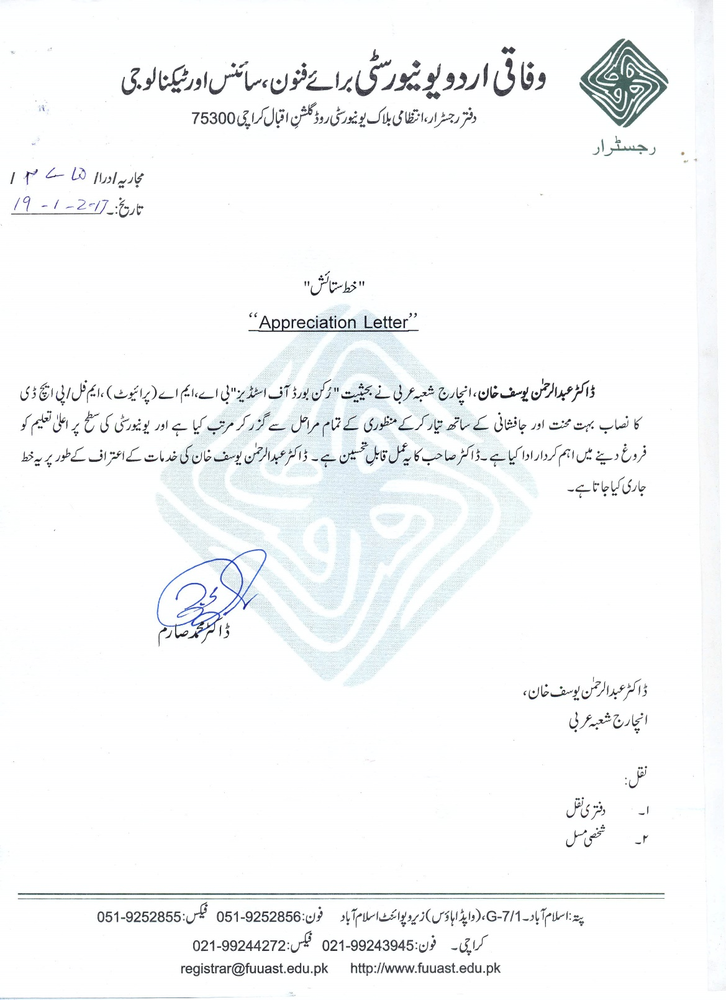 وفاقی اردو یونیورسٹی برائے فنون، سائنس اور ٹیکنالوجی
دفتر رجسٹرار، انتظامی بلاک یونیورسٹی روڈ گلشنِ اقبال کراچی 75300
رجسٹرار
مجاریہ/درا/
تاریخ:۔ 19-1-2017
"خط ستائش"
“Appreciation Letter”
ڈاکٹر عبدالرحمٰن یوسف خان، انچارج شعبہ عربی نے بحیثیت "رُکن بورڈ آف اسٹڈیز" بی اے، ایم اے (پرائیوٹ)، ایم فل/پی ایچ ڈی
کا نصاب بہت محنت اور جافشانی کے ساتھ تیار کرکے منظوری کے تمام مراحل سے گزر کر مرتب کیا ہے اور یونیورسٹی کی سطح پر اعلیٰ تعلیم کو
فروغ دینے میں اہم کردار ادا کیا ہے ۔ ڈاکٹر صاحب کا یہ عمل قابلِ تحسین ہے ۔ ڈاکٹر عبدالرحمٰن یوسف خان کی خدمات کے اعتراف کے طور پر یہ خط
جاری کیا جاتا ہے۔
ڈاکٹر محمد صارم
ڈاکٹر عبدالرحمٰن یوسف خان،
انچارج شعبہ عربی
نقل:
۱۔ دفتری نقل
۲۔ شخصی مسل
پتہ: اسلام آباد۔ G-7/1، (واپڈا ہاؤس) زیرو پوائنٹ اسلام آباد فون: 051-9252856 فیکس: 051-9252855
کراچی۔ فون: 021-99243945 فیکس: 021-99244272
registrar@fuuast.edu.pk http://www.fuuast.edu.pk